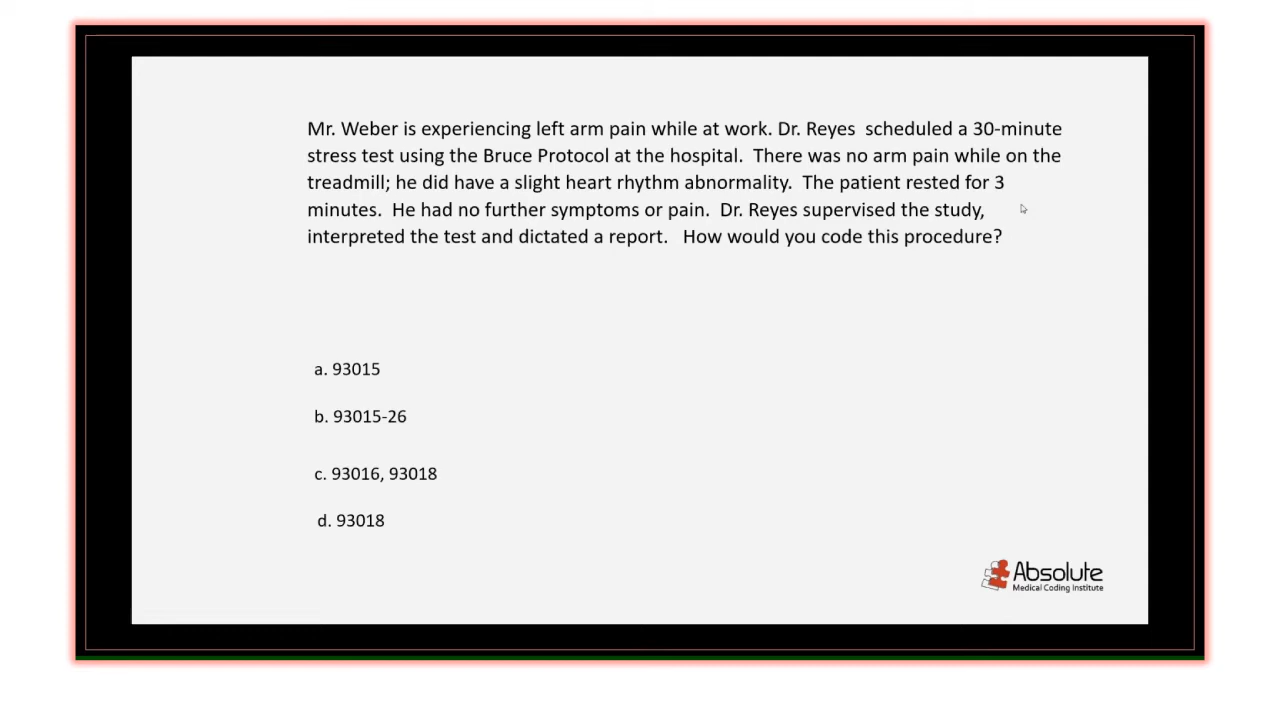 Mr. Weber is experiencing left arm pain while at work. Dr. Reyes  scheduled a 30-minute
stress test using the Bruce Protocol at the hospital.  There was no arm pain while on the
treadmill; he did have a slight heart rhythm abnormality.  The patient rested for 3
minutes.  He had no further symptoms or pain.  Dr. Reyes supervised the study,
interpreted the test and dictated a report.   How would you code this procedure?
a. 93015
b. 93015-26
c. 93016, 93018
d. 93018
Absolute
Medical Coding Institute